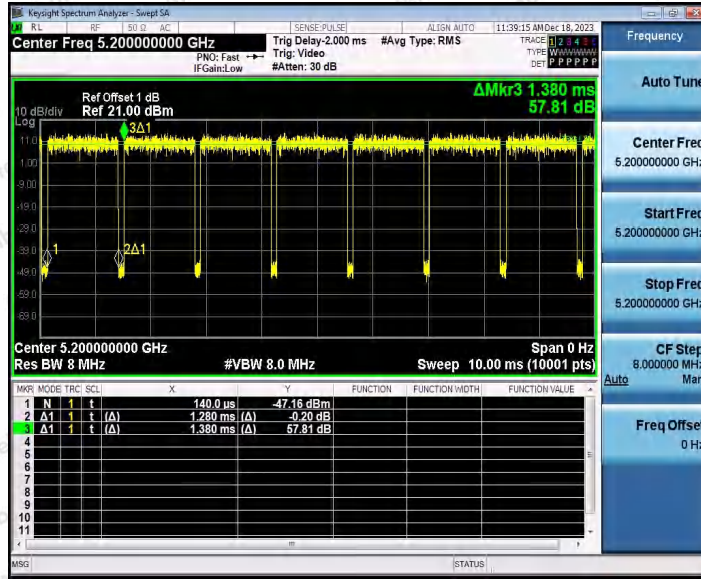 Keysight Spectrum Analyzer - Swept SA
RL RF 50 Ω AC SENSE:PULSE ALIGN AUTO 11:39:15 AM Dec 18, 2023
Center Freq 5.200000000 GHz Trig Delay-2.000 ms #Avg Type: RMS TRACE 1 2 3 4 5 6
PNO: Fast Trig: Video TYPE WWWWWW
IFGain:Low #Atten: 30 dB DET P P P P P P
Frequency
ΔMkr3 1.380 ms
57.81 dB
Ref Offset 1 dB
10 dB/div Ref 21.00 dBm
Log
3Δ1
11.0
1.00
-9.00
-19.0
-29.0
-39.0
1 2Δ1
-49.0
-59.0
-69.0
Center 5.200000000 GHz Span 0 Hz
Res BW 8 MHz #VBW 8.0 MHz Sweep 10.00 ms (10001 pts)
MKR MODE TRC SCL X Y FUNCTION FUNCTION WIDTH FUNCTION VALUE
1 N 1 t 140.0 µs -47.16 dBm
2 Δ1 1 t (Δ) 1.280 ms (Δ) -0.20 dB
3 Δ1 1 t (Δ) 1.380 ms (Δ) 57.81 dB
4
5
6
7
8
9
10
11
MSG STATUS
Auto Tune
Center Freq
5.200000000 GHz
Start Freq
5.200000000 GHz
Stop Freq
5.200000000 GHz
CF Step
8.000000 MHz
Auto Man
Freq Offset
0 Hz